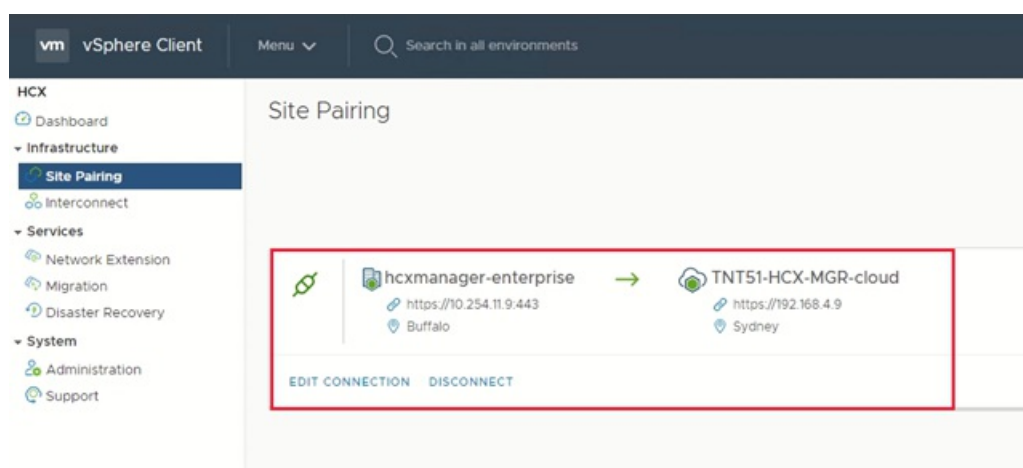 vm vSphere Client Menu Search in all environments
HCX
Dashboard
Infrastructure
Site Pairing
Interconnect
Services
Network Extension
Migration
Disaster Recovery
System
Administration
Support
Site Pairing
hcxmanager-enterprise → TNT51-HCX-MGR-cloud
https://10.254.11.9:443 https://192.168.4.9
Buffalo Sydney
EDIT CONNECTION DISCONNECT